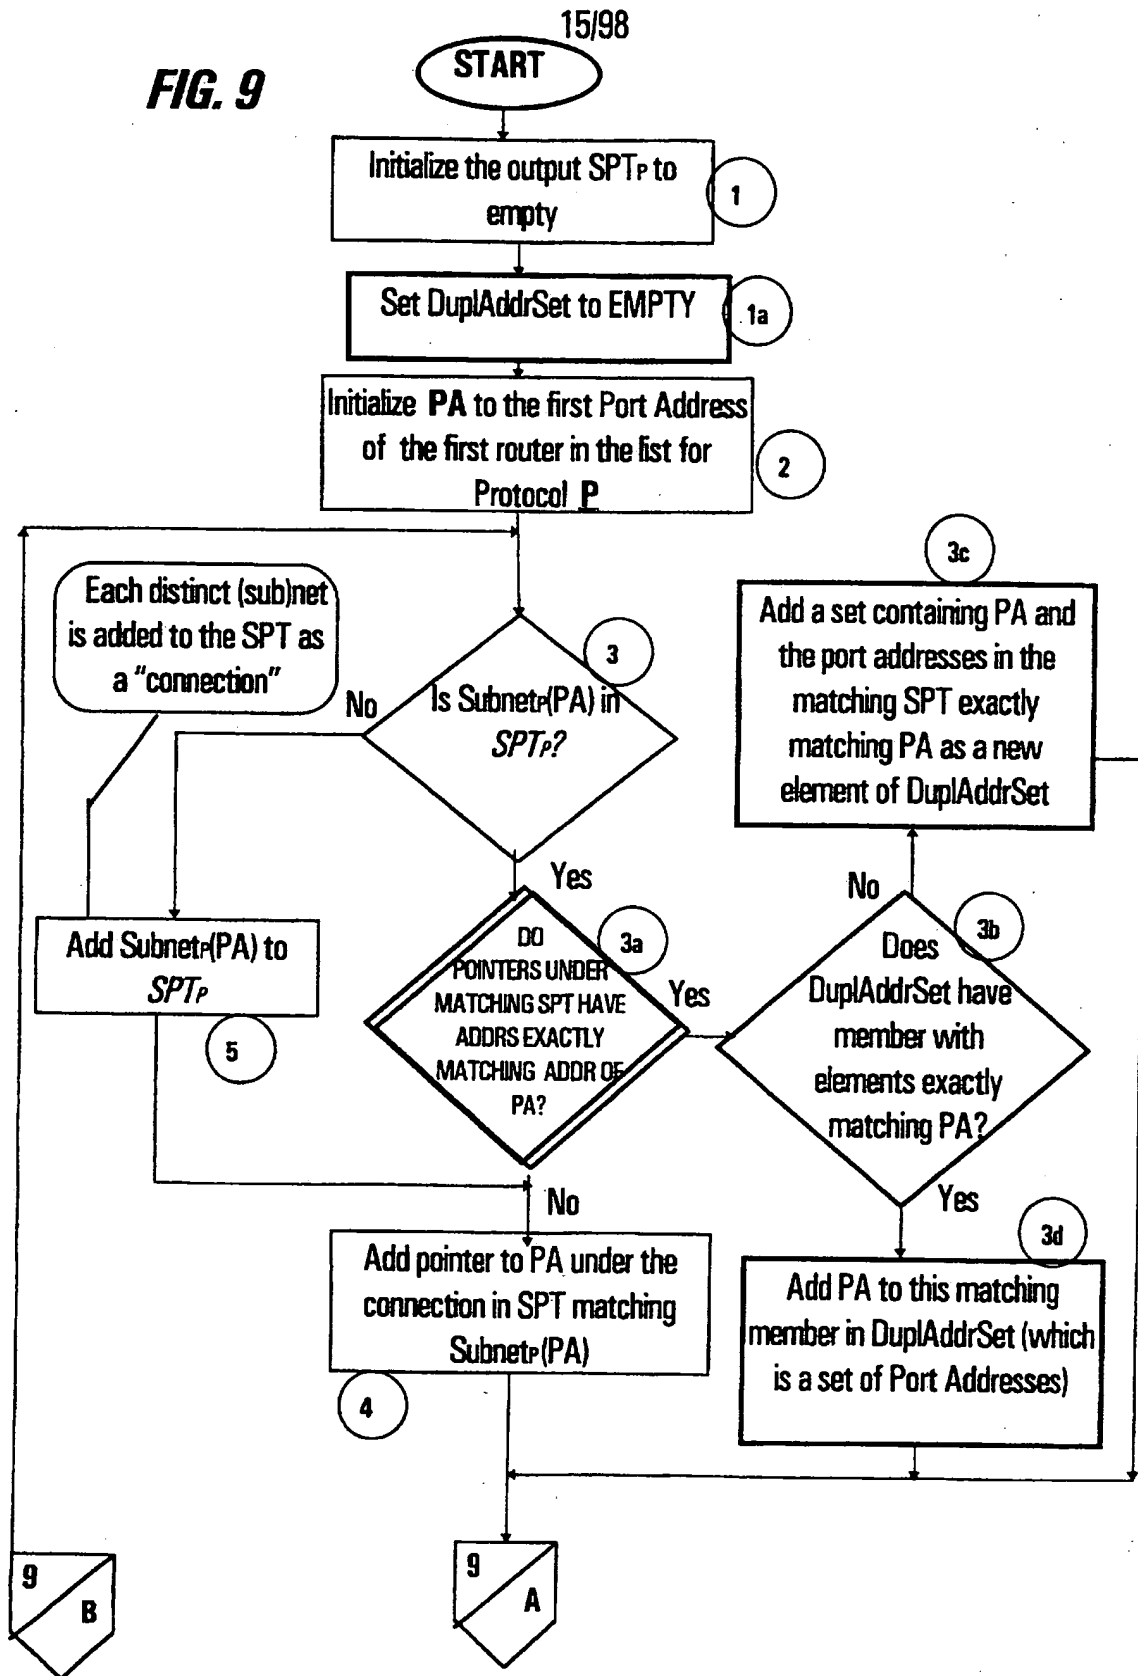 15/98
FIG. 9
START
Initialize the output SPTP to
empty
1
Set DuplAddrSet to EMPTY
1a
Initialize PA to the first Port Address
of the first router in the list for
Protocol P
2
Each distinct (sub)net
is added to the SPT as
a "connection"
3
Is SubnetP(PA) in
SPTP?
No
Yes
3c
Add a set containing PA and
the port addresses in the
matching SPT exactly
matching PA as a new
element of DuplAddrSet
Add SubnetP(PA) to
SPTP
5
3a
DO
POINTERS UNDER
MATCHING SPT HAVE
ADDRS EXACTLY
MATCHING ADDR OF
PA?
Yes
No
No
3b
Does
DuplAddrSet have
member with
elements exactly
matching PA?
Yes
Add pointer to PA under the
connection in SPT matching
SubnetP(PA)
4
3d
Add PA to this matching
member in DuplAddrSet (which
is a set of Port Addresses)
9
B
9
A